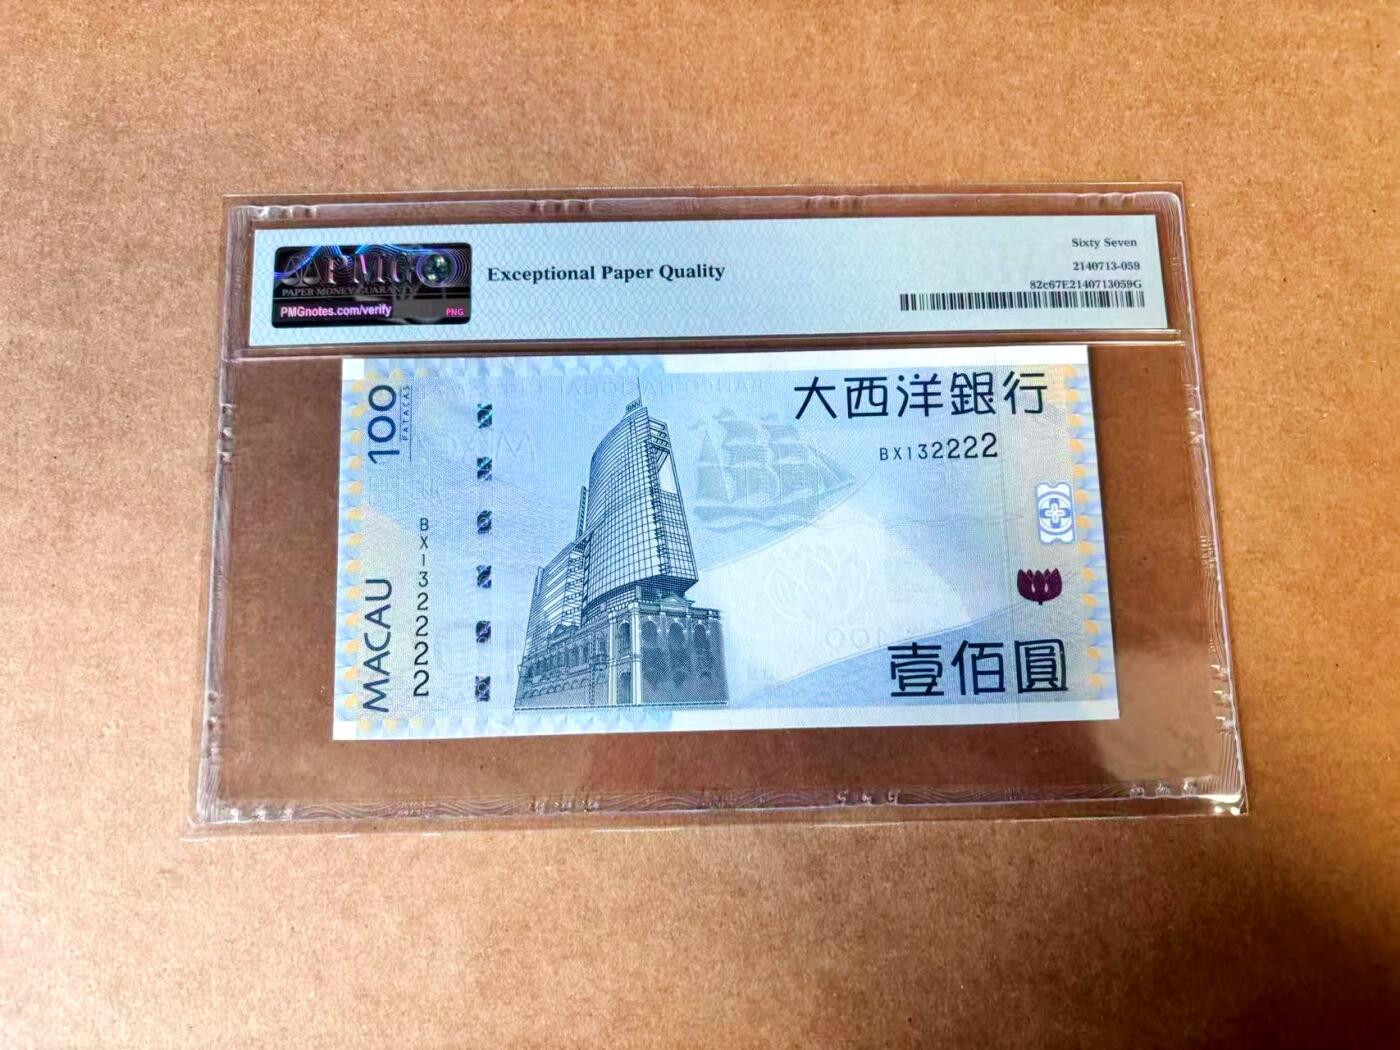 PMG
PAPER MONEY GUARANTY
PMGnotes.com/verify
PNG
Exceptional Paper Quality
Sixty Seven
2140713-059
82c67E2140713059G
100
PATACAS
MACAU
BX132222
BNU
大西洋銀行
BX132222
壹佰圓